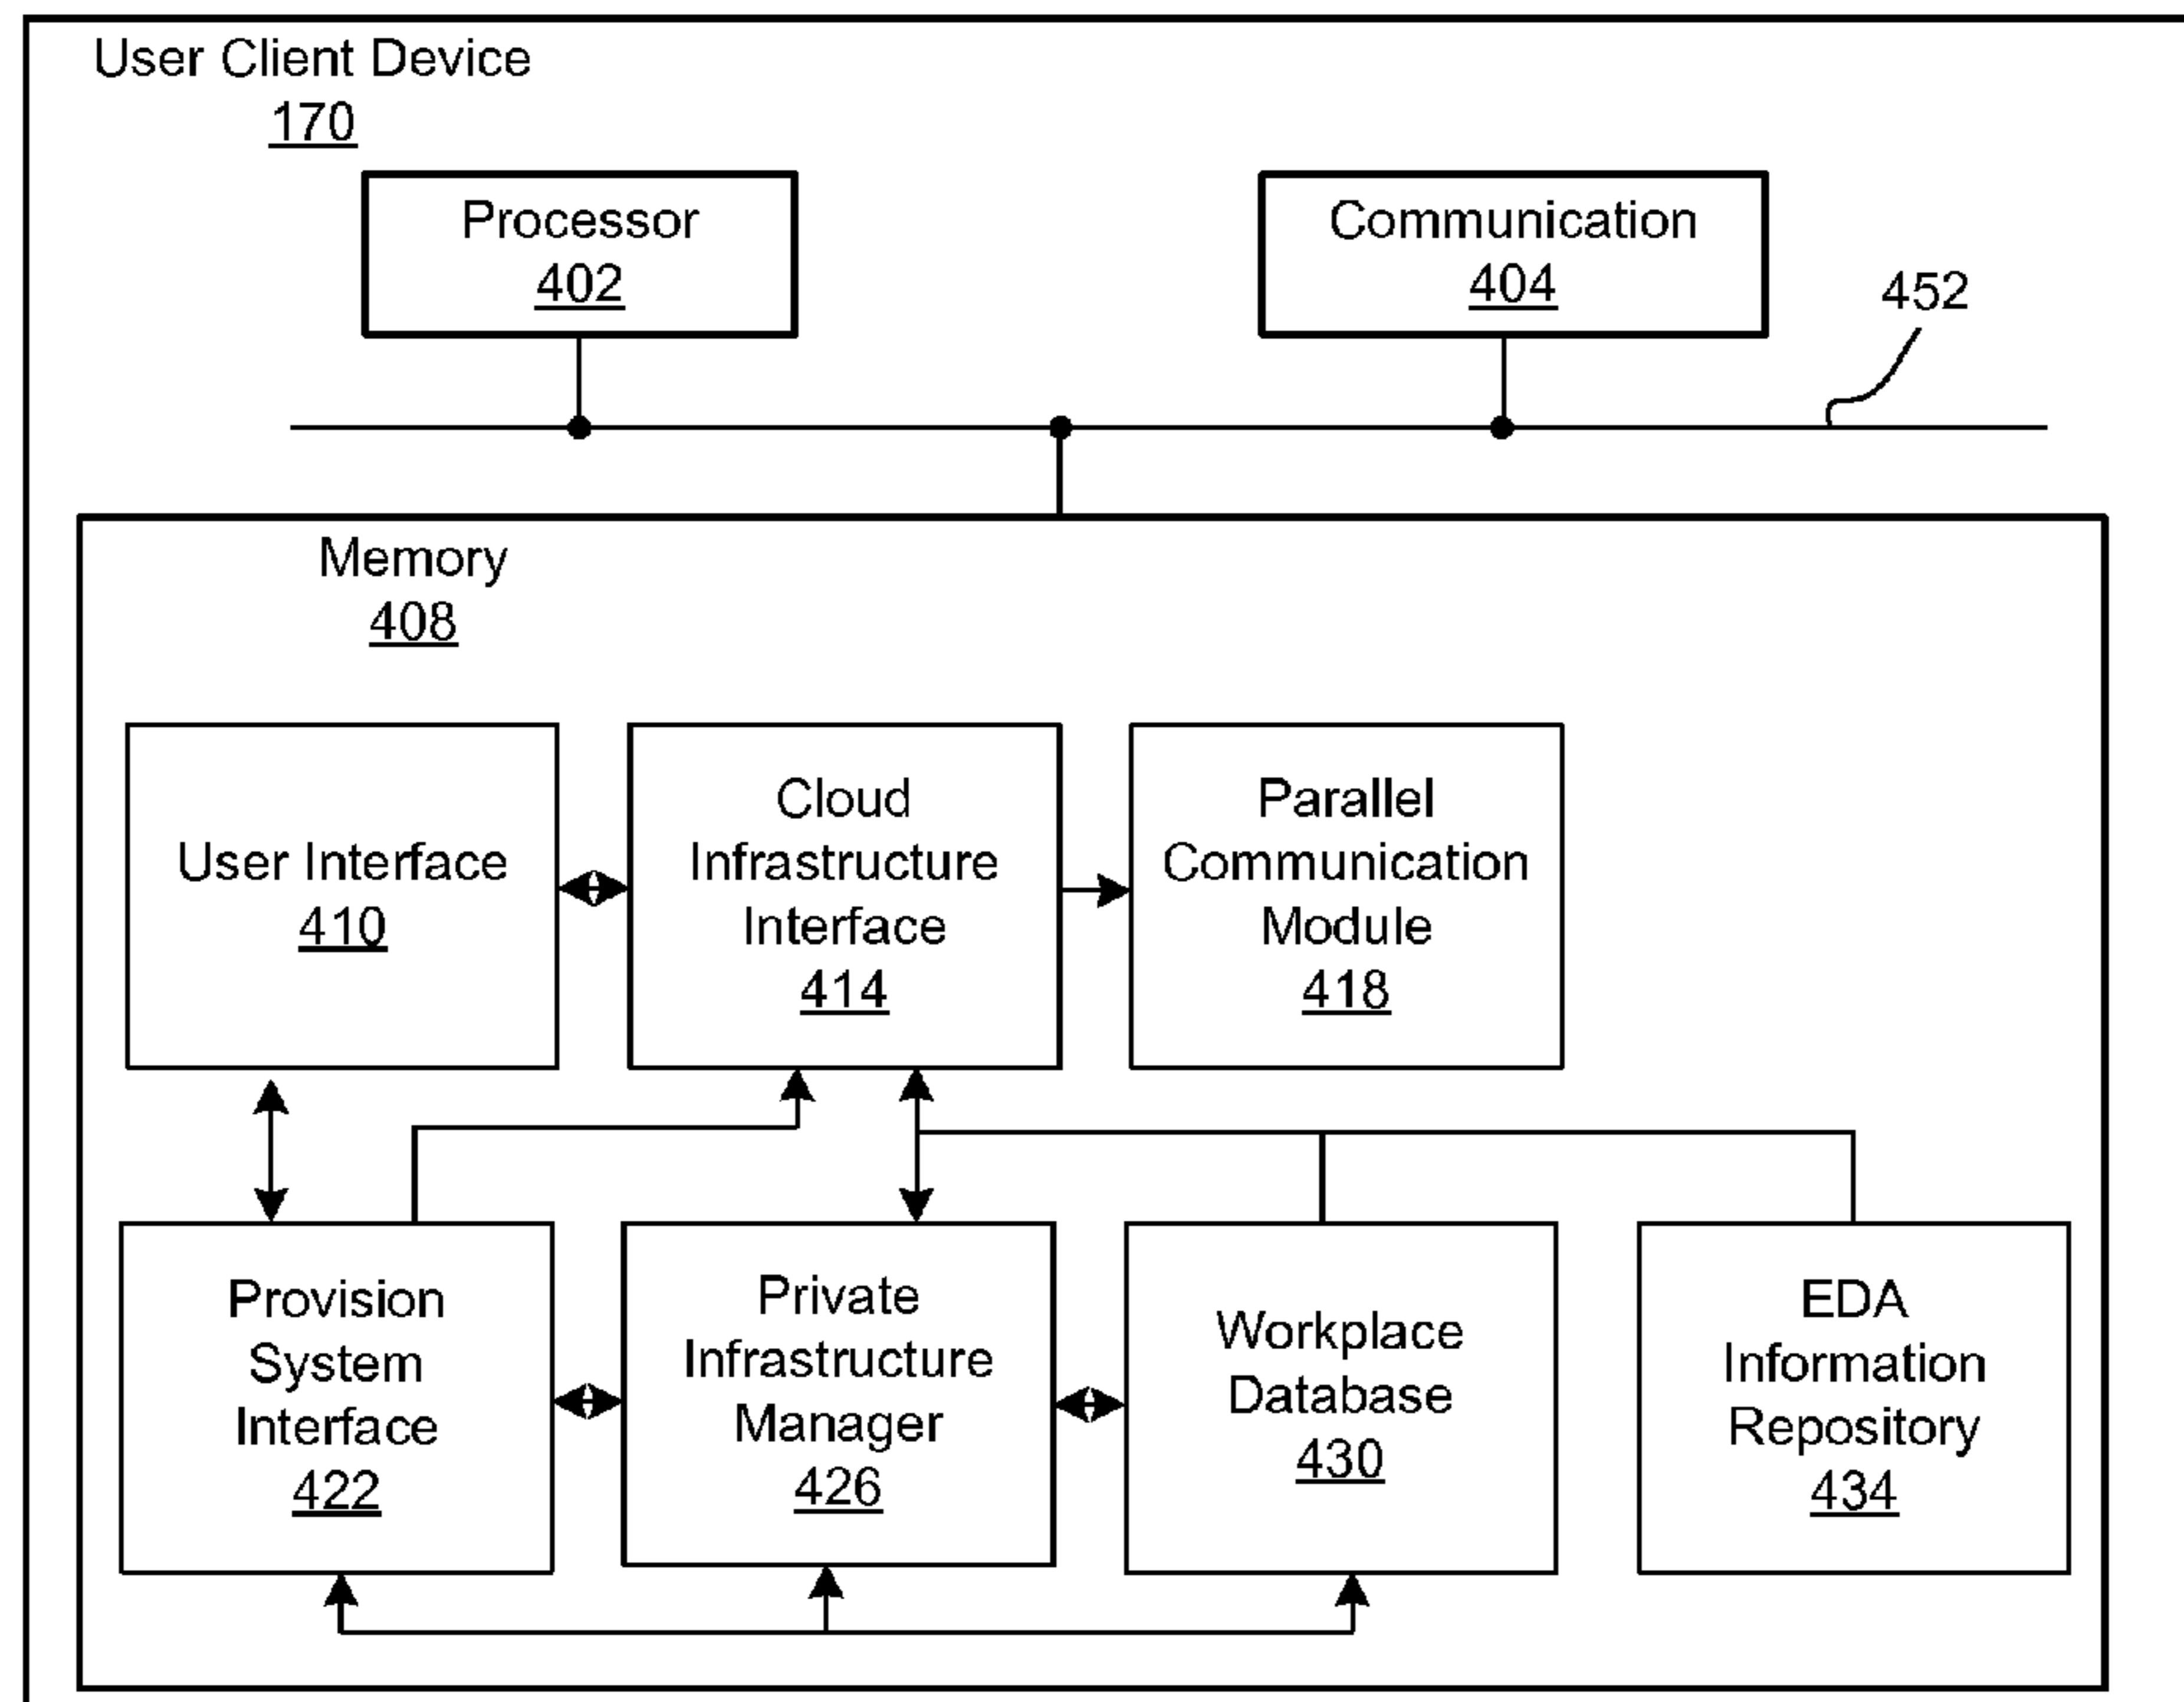 User Client Device
170
Processor
402
Communication
404
452
Memory
408
User Interface
410
Cloud
Infrastructure
Interface
414
Parallel
Communication
Module
418
Provision
System
Interface
422
Private
Infrastructure
Manager
426
Workplace
Database
430
EDA
Information
Repository
434